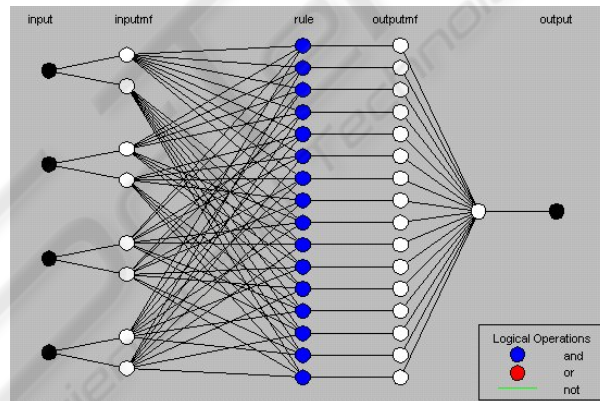 input inputmf rule outputmf output
Logical Operations
and
or
not